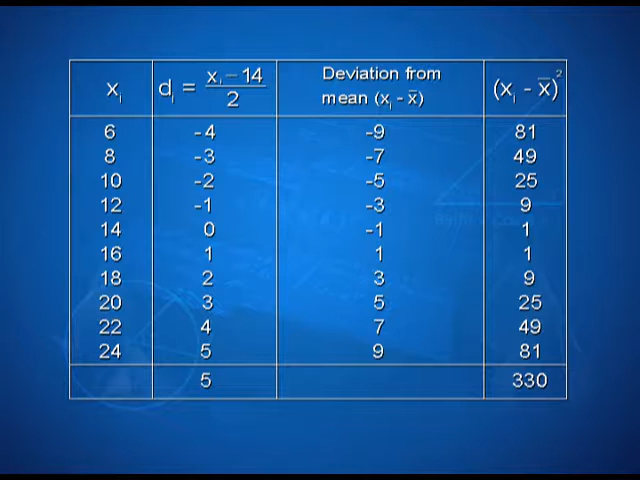 xᵢ dᵢ = xᵢ – 14 / 2 Deviation from mean (xᵢ - x̅) (xᵢ - x̅)²
6 -4 -9 81
8 -3 -7 49
10 -2 -5 25
12 -1 -3 9
14 0 -1 1
16 1 1 1
18 2 3 9
20 3 5 25
22 4 7 49
24 5 9 81
5 330